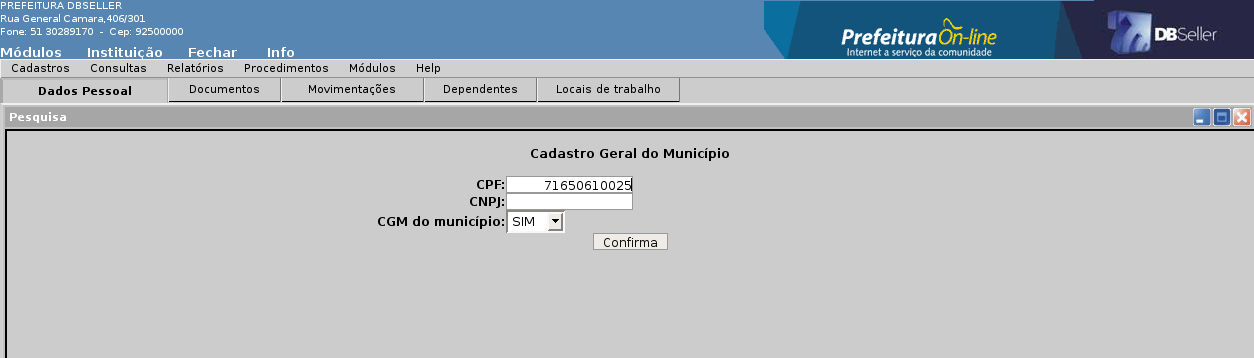 PREFEITURA DBSELLER
Rua General Camara,406/301
Fone: 51 30289170 - Cep: 92500000
Módulos Instituição Fechar Info
PrefeituraOn-line
Internet a serviço da comunidade
DBSeller
Cadastros Consultas Relatórios Procedimentos Módulos Help
Dados Pessoal Documentos Movimentações Dependentes Locais de trabalho
Pesquisa
Cadastro Geral do Município
CPF: 71650610025
CNPJ:
CGM do município: SIM
Confirma